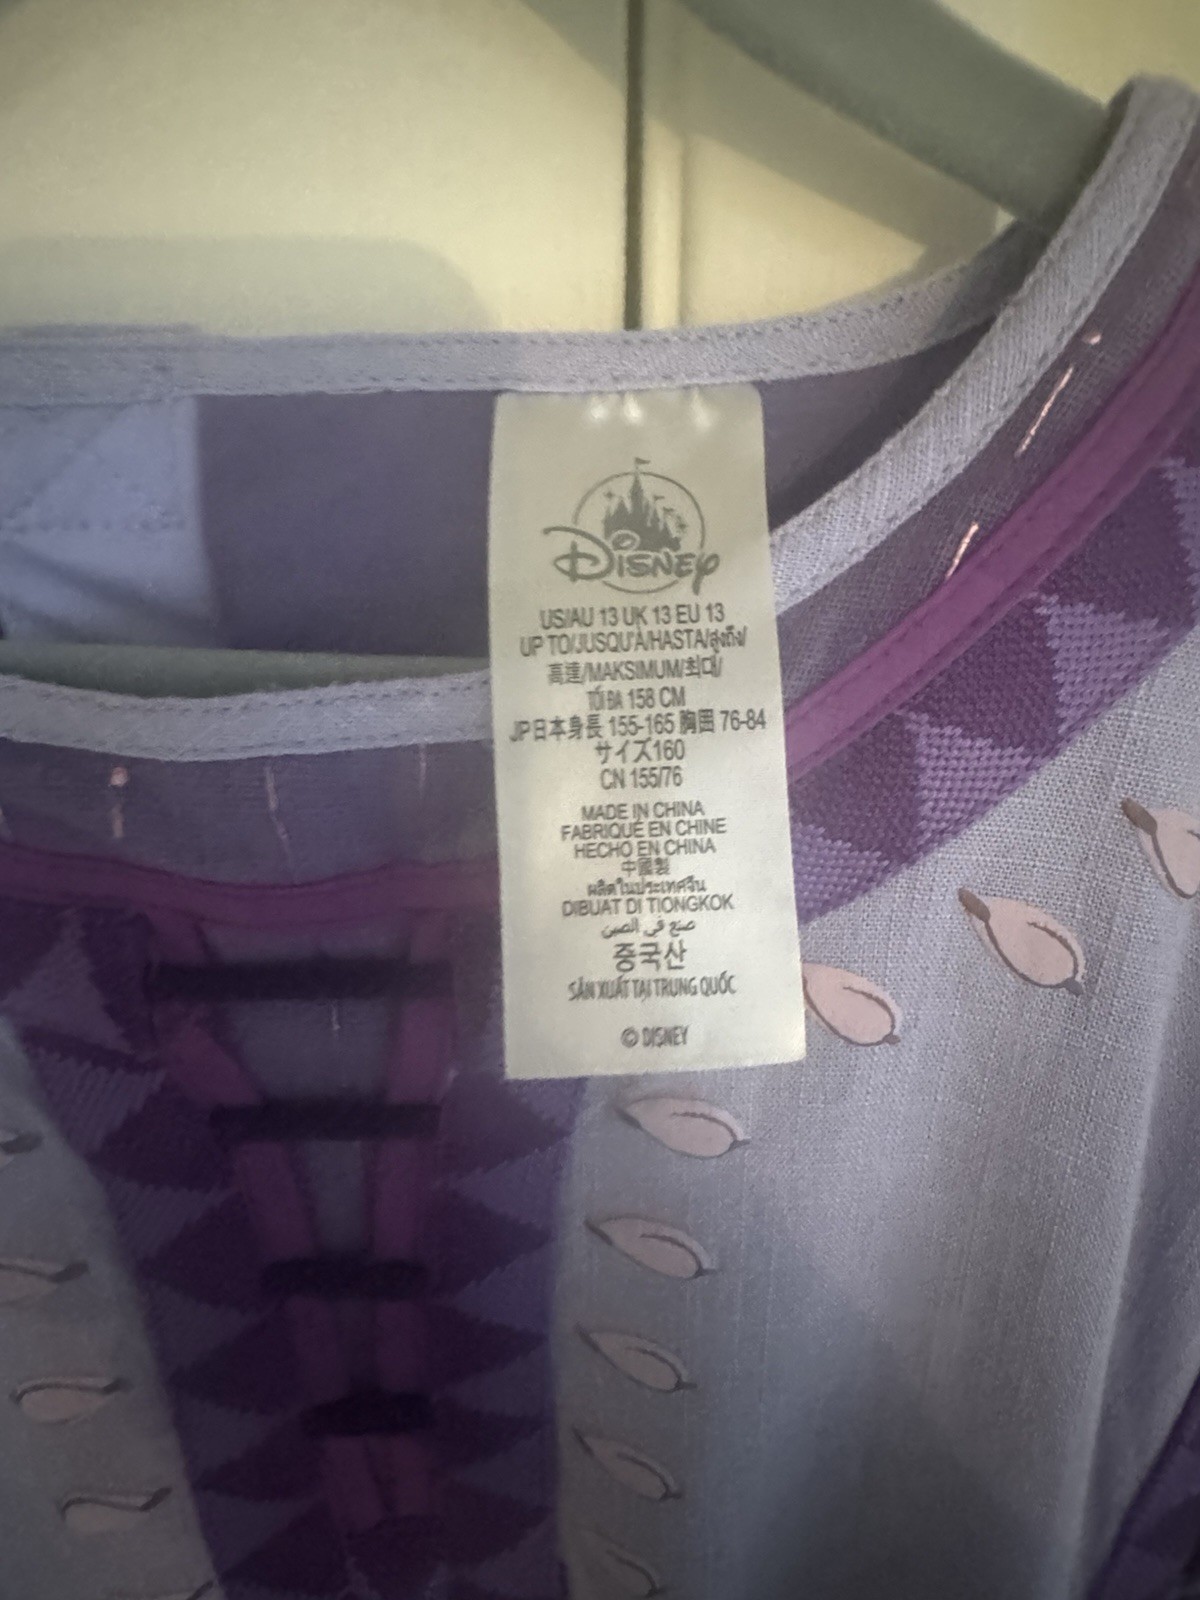 Disney
US/AU 13 UK 13 EU 13
UP TO/JUSQU'À/HASTA/สูงถึง/
高達/MAKSIMUM/최대/
TỐI ĐA 158 CM
JP日本身長 155-165 胸囲 76-84
サイズ160
CN 155/76
MADE IN CHINA
FABRIQUÉ EN CHINE
HECHO EN CHINA
中國製
ผลิตในประเทศจีน
DIBUAT DI TIONGKOK
صنع في الصين
중국산
SẢN XUẤT TẠI TRUNG QUỐC
© DISNEY